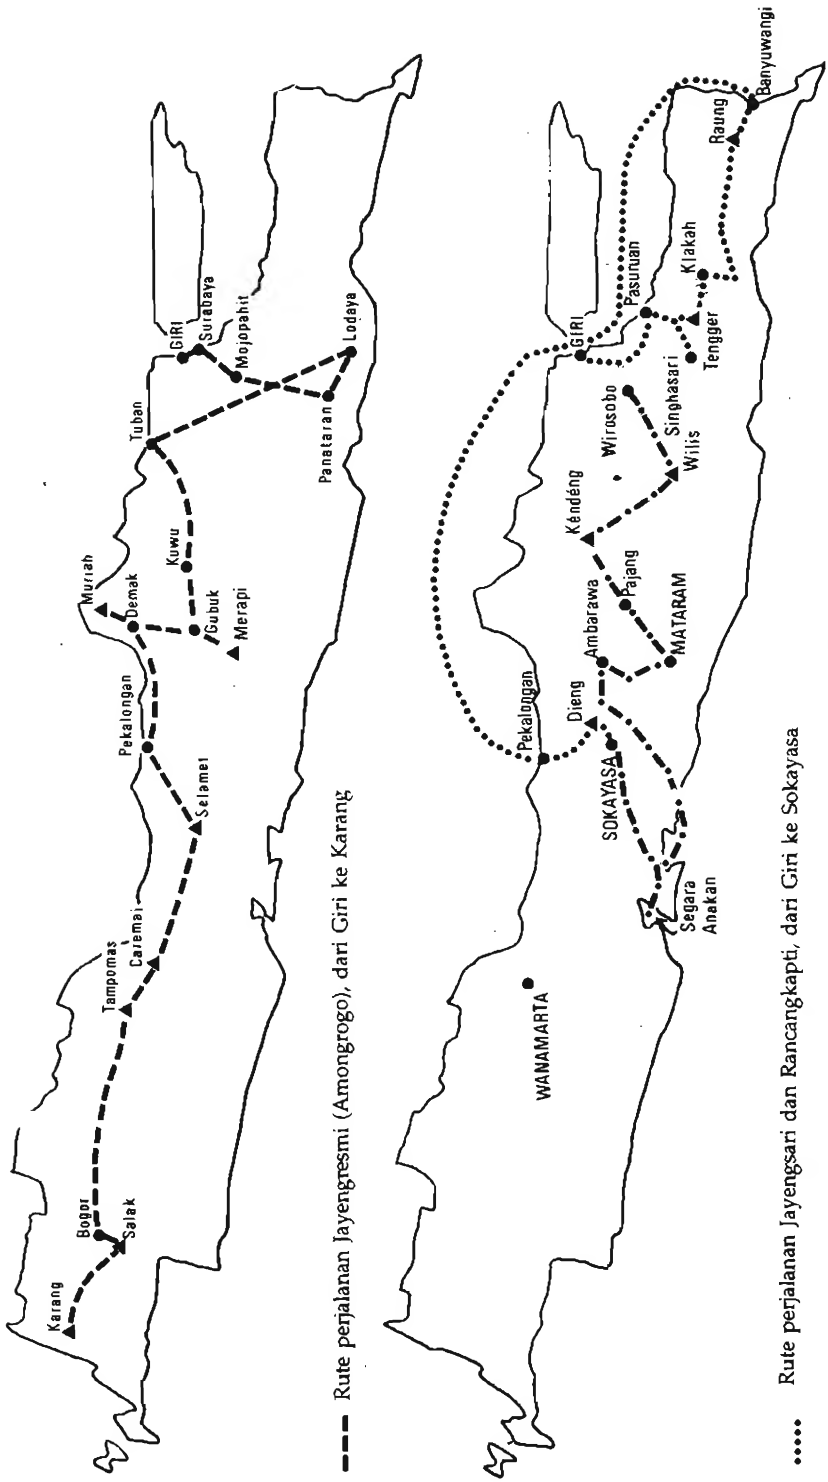 Karang
Bogor
Salak
Tampomas
Caremai
Selamet
Pekalongan
Muriah
Demak
Gubuk
Merapi
Kuwu
Tuban
GIRI
Surabaya
Mojopahit
Panataran
Lodaya
Rute perjalanan Jayengresmi (Amongrogo), dari Giri ke Karang
WANAMARTA
Segara
Anakan
Pekalongan
Dieng
SOKAYASA
Ambarawa
MATARAM
Pajang
Kéndéng
Wirosobo
Wilis
Singhasari
GIRI
Pasuruan
Tengger
Klakah
Raung
Banyuwangi
Rute perjalanan Jayengsari dan Rancangkapti, dari Giri ke Sokayasa